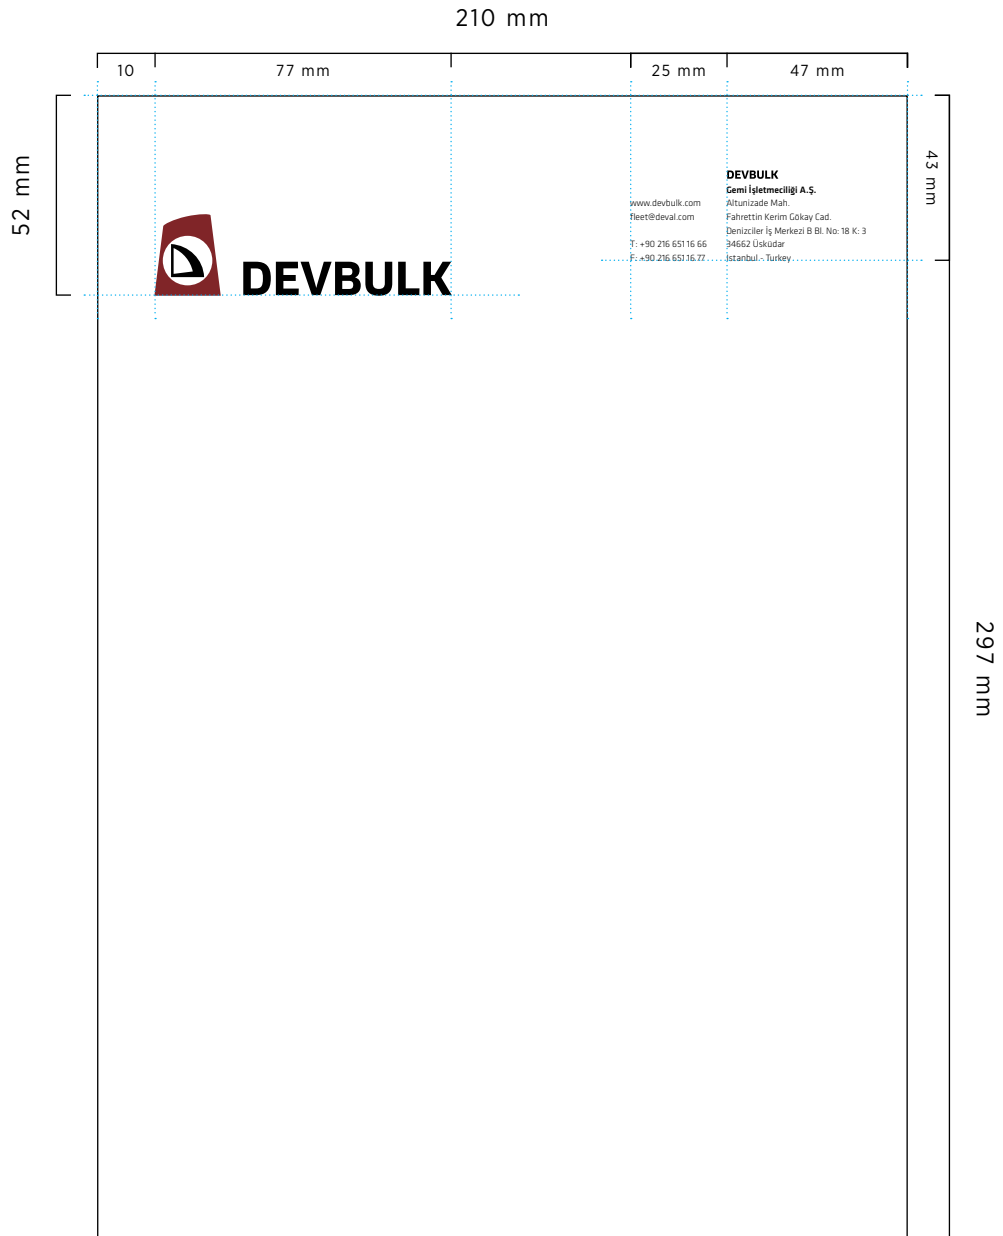 210 mm
10
77 mm
25 mm
47 mm
52 mm
43 mm
DEVBULK
www.devbulk.com
fleet@deval.com
T: +90 216 651 16 66
F: +90 216 651 16 77
DEVBULK
Gemi İşletmeciliği A.Ş.
Altunizade Mah.
Fahrettin Kerim Gökay Cad.
Denizciler İş Merkezi B Bl. No: 18 K: 3
34662 Üsküdar
İstanbul - Turkey
297 mm